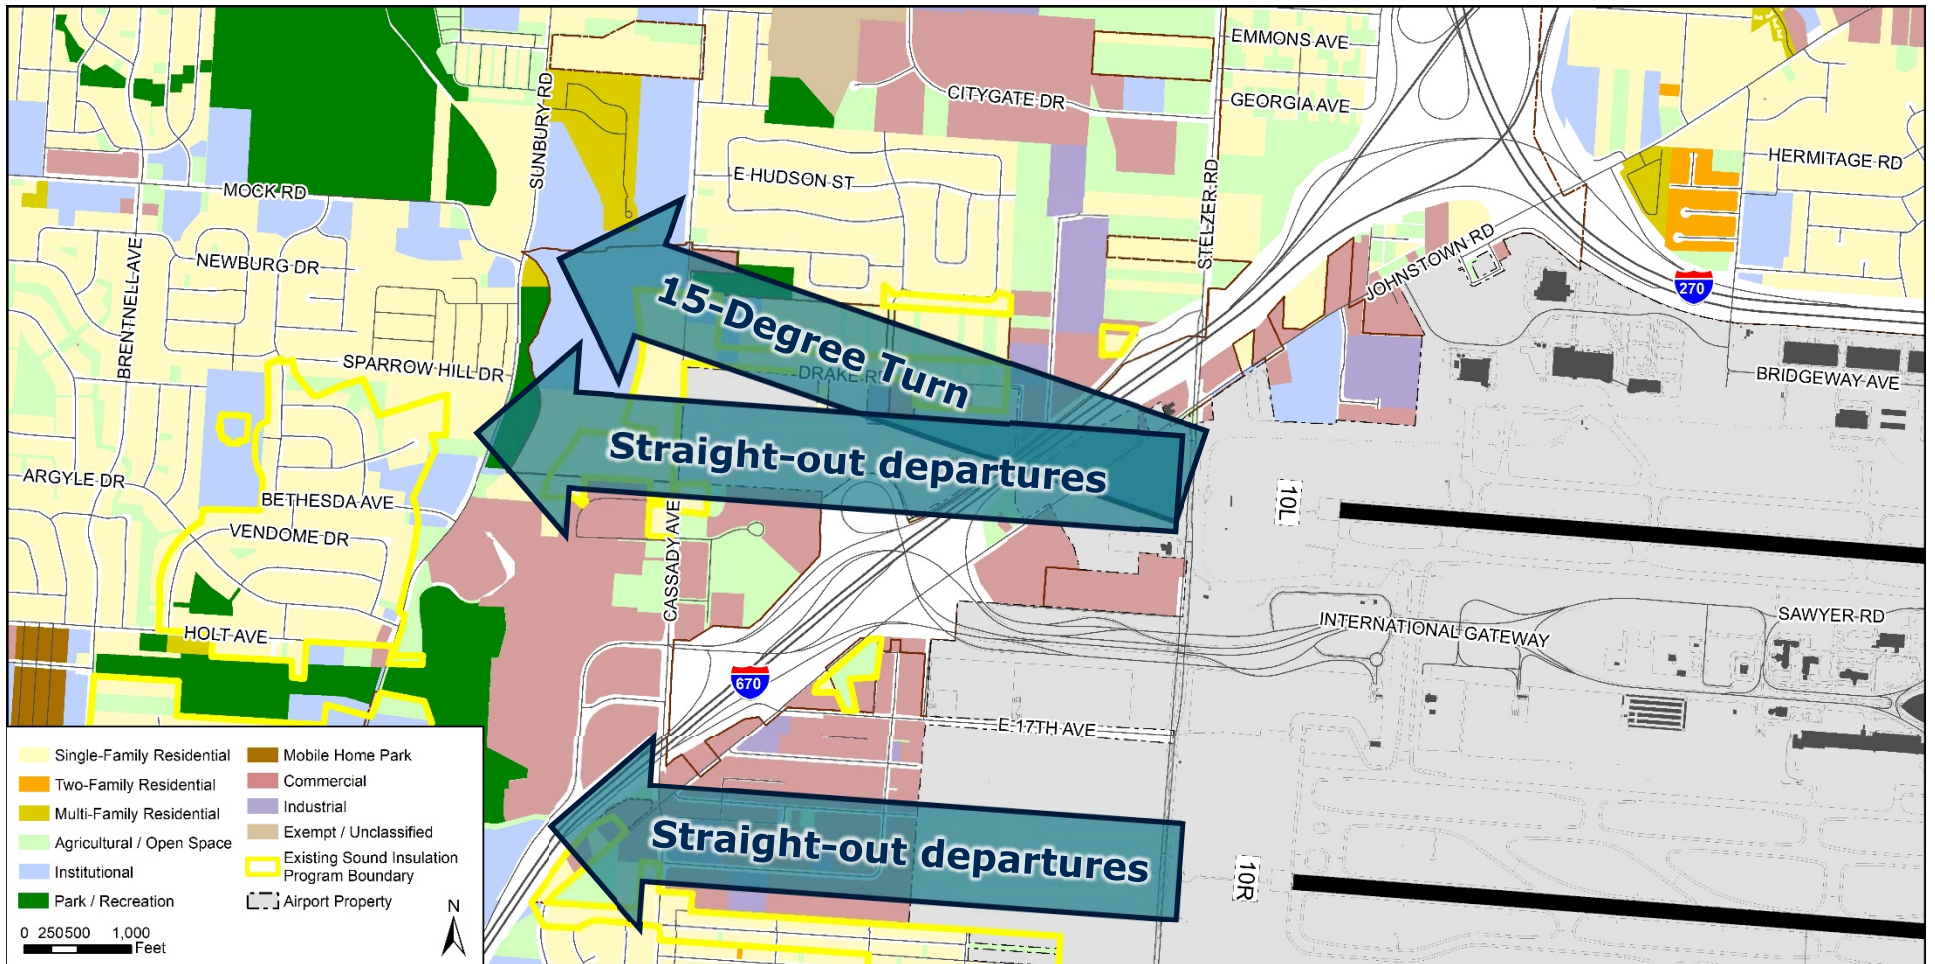 EMMONS AVE
CITYGATE DR
GEORGIA AVE
SUNBURY RD
STELZER RD
HERMITAGE RD
E HUDSON ST
MOCK RD
BRENTNELL AVE
NEWBURG DR
JOHNSTOWN RD
270
15-Degree Turn
SPARROW HILL DR
DRAKE RD
BRIDGEWAY AVE
Straight-out departures
ARGYLE DR
BETHESDA AVE
VENDOME DR
10L
CASSADY AVE
HOLT AVE
INTERNATIONAL GATEWAY
SAWYER RD
670
E 17TH AVE
Straight-out departures
10R
Single-Family Residential
Two-Family Residential
Multi-Family Residential
Agricultural / Open Space
Institutional
Park / Recreation
Mobile Home Park
Commercial
Industrial
Exempt / Unclassified
Existing Sound Insulation
Program Boundary
Airport Property
0 250 500 1,000
Feet
N